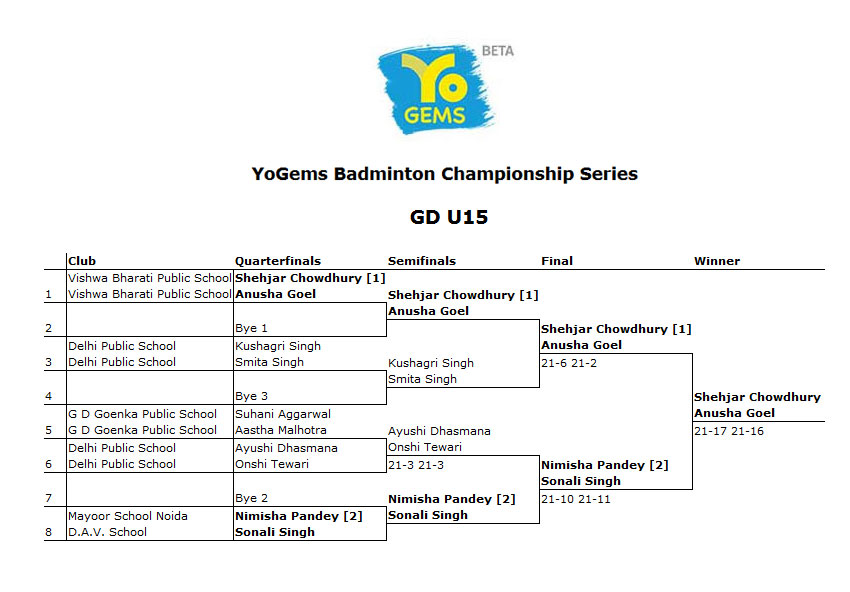 BETA
Yo
GEMS
YoGems Badminton Championship Series
GD U15
Club Quarterfinals Semifinals Final Winner
Vishwa Bharati Public School Shehjar Chowdhury [1]
1 Vishwa Bharati Public School Anusha Goel Shehjar Chowdhury [1]
Anusha Goel
2 Bye 1 Shehjar Chowdhury [1]
Delhi Public School Kushagri Singh Anusha Goel
3 Delhi Public School Smita Singh Kushagri Singh 21-6 21-2
Smita Singh
4 Bye 3 Shehjar Chowdhury
G D Goenka Public School Suhani Aggarwal Anusha Goel
5 G D Goenka Public School Aastha Malhotra Ayushi Dhasmana 21-17 21-16
Delhi Public School Ayushi Dhasmana Onshi Tewari
6 Delhi Public School Onshi Tewari 21-3 21-3 Nimisha Pandey [2]
Sonali Singh
7 Bye 2 Nimisha Pandey [2] 21-10 21-11
Mayoor School Noida Nimisha Pandey [2] Sonali Singh
8 D.A.V. School Sonali Singh